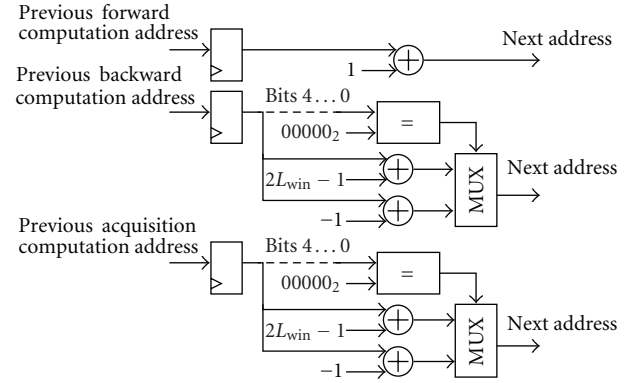 Previous forward
computation address
Next address
1
+
Previous backward
computation address
Bits 4 . . . 0
00000₂
=
2L_win − 1
+
−1
+
MUX
Next address
Previous acquisition
computation address
Bits 4 . . . 0
00000₂
=
2L_win − 1
+
−1
+
MUX
Next address